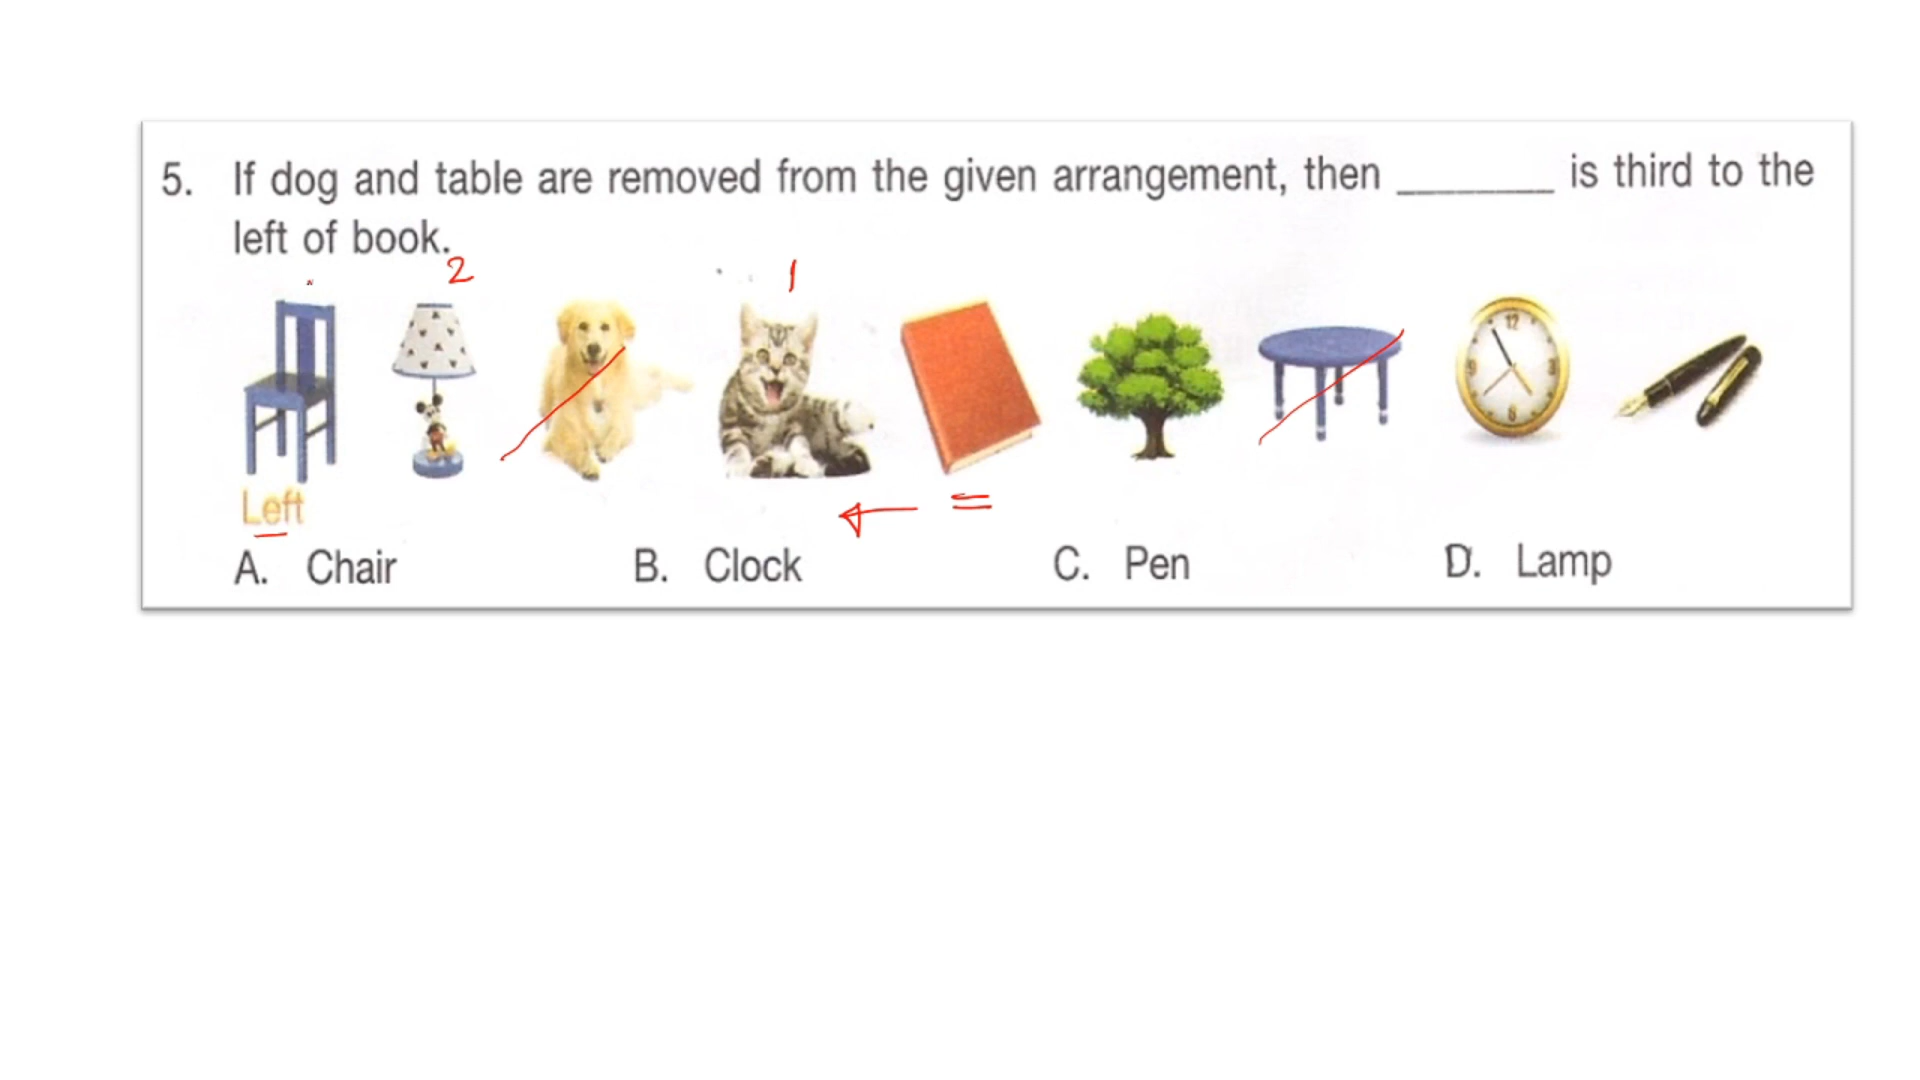 5. If dog and table are removed from the given arrangement, then ________ is third to the
left of book.
2 1
Left
A. Chair B. Clock C. Pen D. Lamp